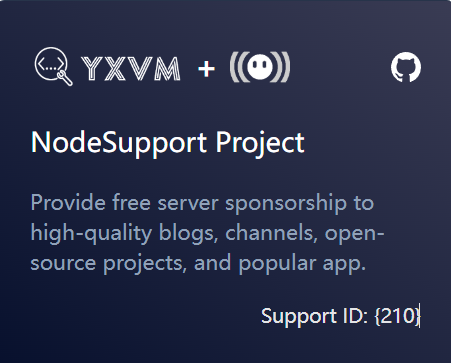 YXVM +
NodeSupport Project
Provide free server sponsorship to
high-quality blogs, channels, open-
source projects, and popular app.
Support ID: {210}